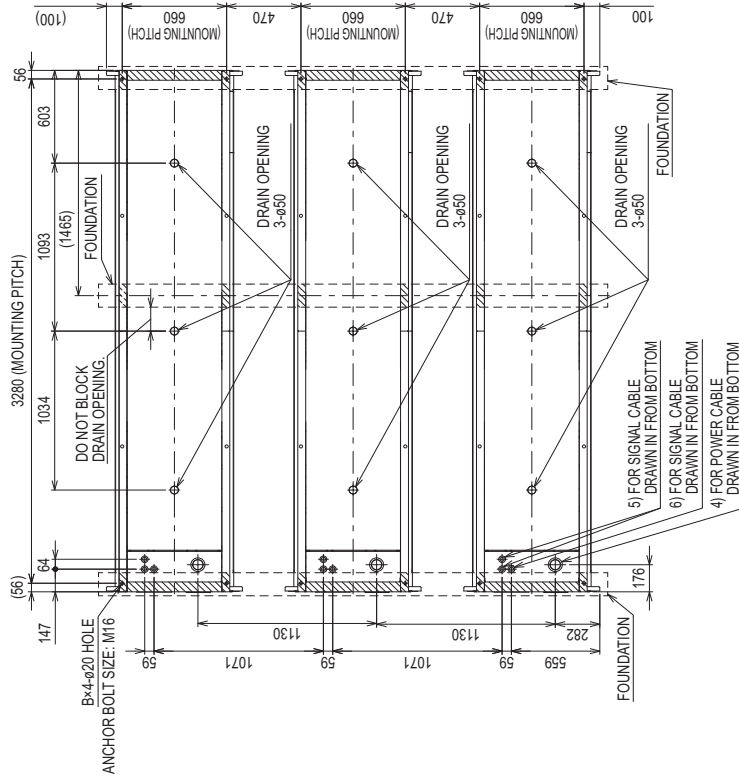 3280 (MOUNTING PITCH)
(56)
56
147
64
1034
1093
603
(1465)
B×4-ø20 HOLE
ANCHOR BOLT SIZE: M16
DO NOT BLOCK
DRAIN OPENING.
FOUNDATION
(100)
660
(MOUNTING PITCH)
470
660
(MOUNTING PITCH)
470
660
(MOUNTING PITCH)
100
DRAIN OPENING
3-ø50
DRAIN OPENING
3-ø50
DRAIN OPENING
3-ø50
59
1071
59
1071
59
559
1130
1130
282
176
FOUNDATION
FOUNDATION
5) FOR SIGNAL CABLE
DRAWN IN FROM BOTTOM
6) FOR SIGNAL CABLE
DRAWN IN FROM BOTTOM
4) FOR POWER CABLE
DRAWN IN FROM BOTTOM